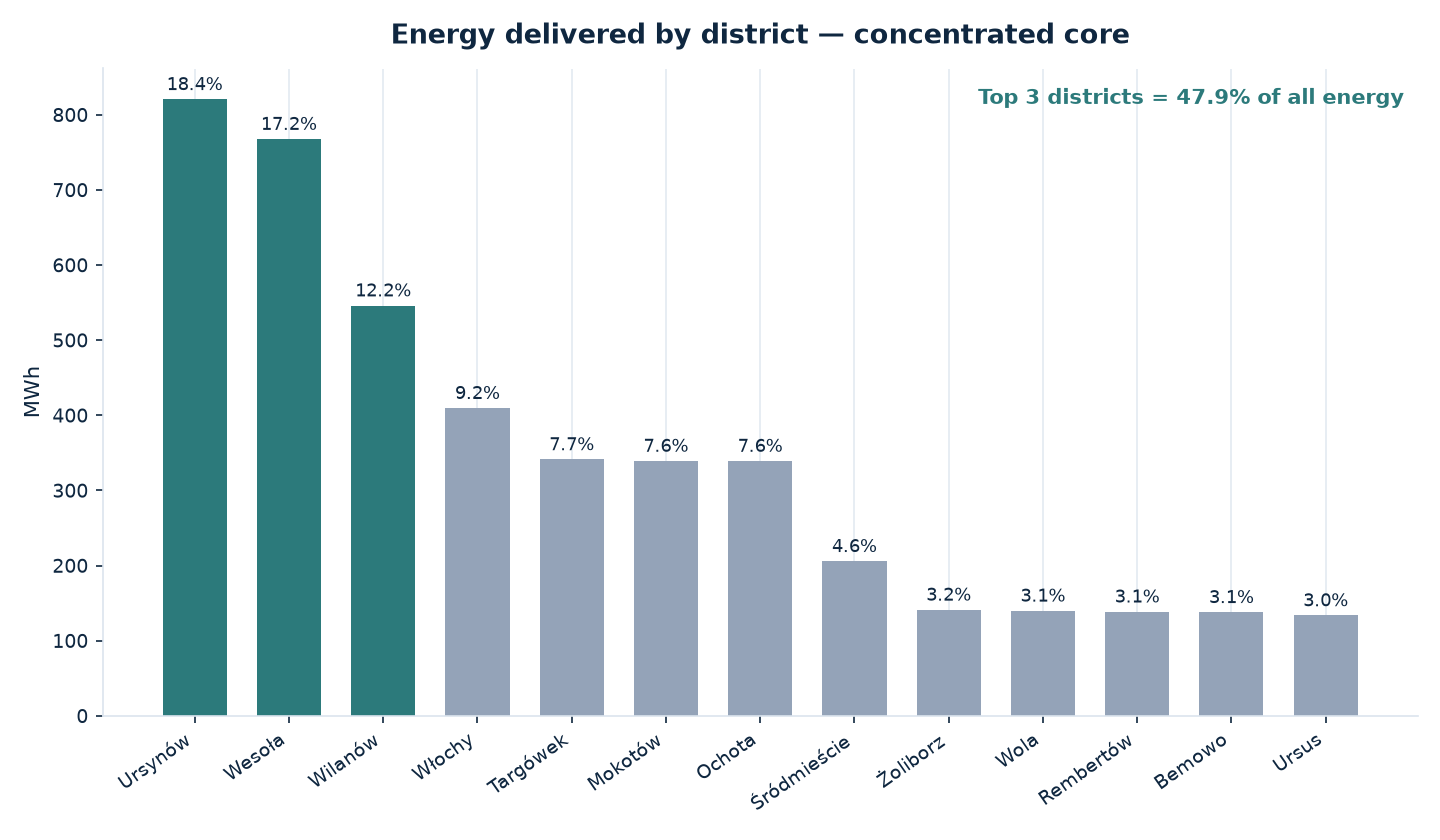 Energy delivered by district — concentrated core
Top 3 districts = 47.9% of all energy
MWh
800
700
600
500
400
300
200
100
0
18.4%
17.2%
12.2%
9.2%
7.7%
7.6%
7.6%
4.6%
3.2%
3.1%
3.1%
3.1%
3.0%
Ursynów
Wesoła
Wilanów
Włochy
Targówek
Mokotów
Ochota
Śródmieście
Żoliborz
Wola
Rembertów
Bemowo
Ursus